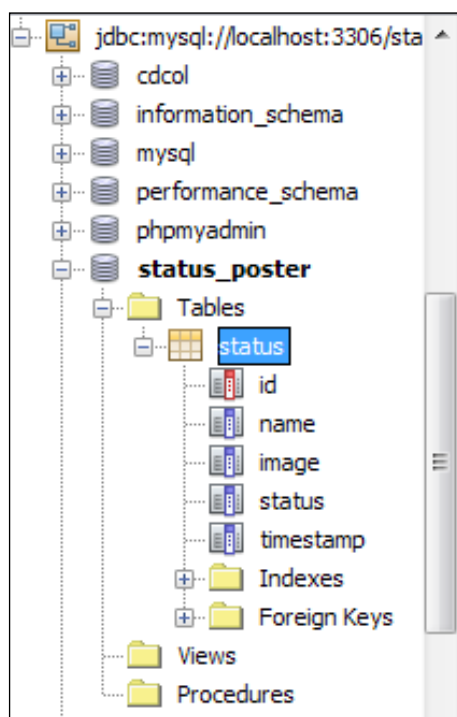 jdbc:mysql://localhost:3306/sta
cdcol
information_schema
mysql
performance_schema
phpmyadmin
status_poster
Tables
status
id
name
image
status
timestamp
Indexes
Foreign Keys
Views
Procedures